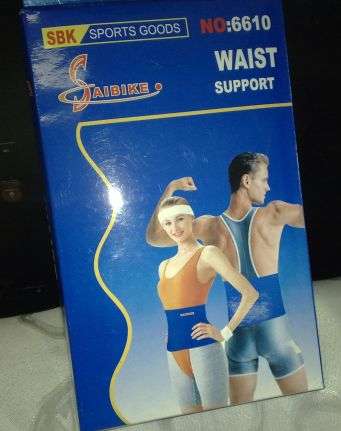 SBK SPORTS GOODS NO:6610
SAIBIKE
WAIST
SUPPORT